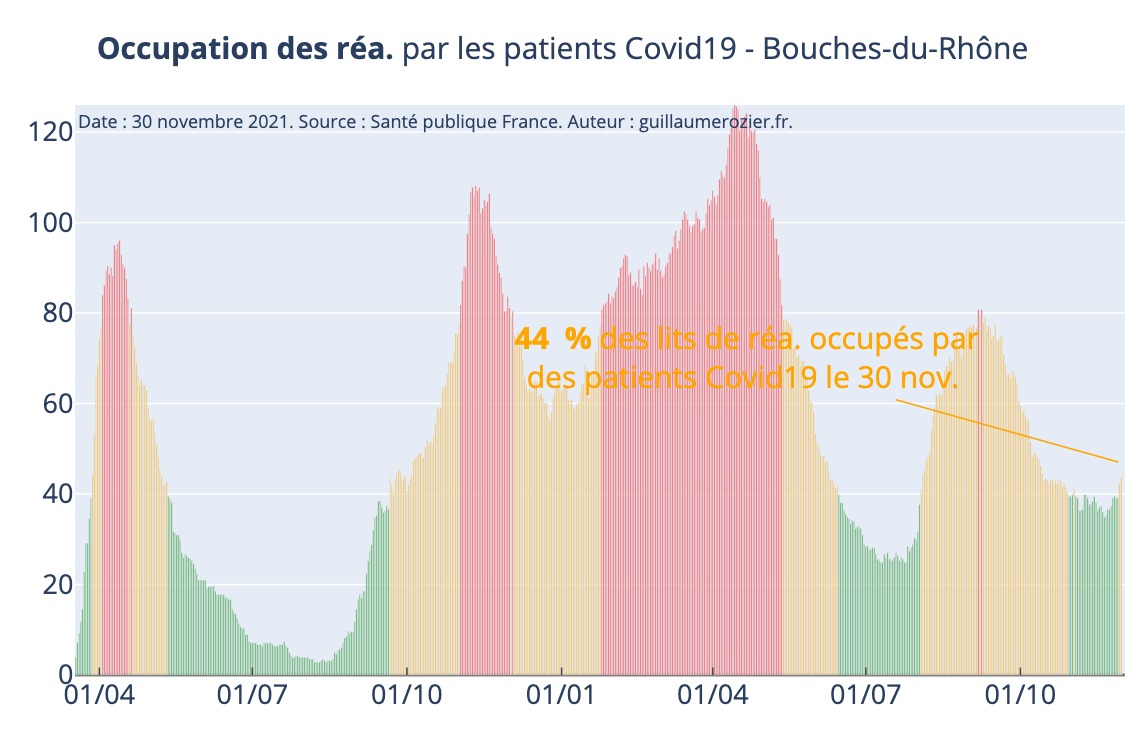 Occupation des réa. par les patients Covid19 - Bouches-du-Rhône
Date : 30 novembre 2021. Source : Santé publique France. Auteur : guillaumerozier.fr.
120
100
80
60
40
20
0
44 % des lits de réa. occupés par
des patients Covid19 le 30 nov.
01/04 01/07 01/10 01/01 01/04 01/07 01/10